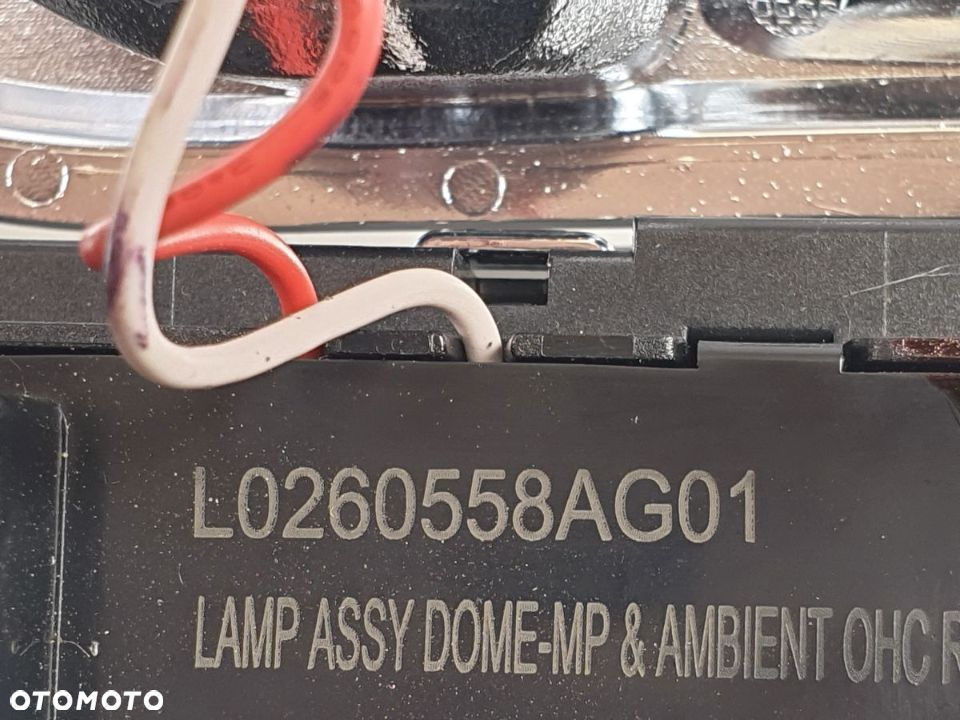 L0260558AG01
LAMP ASSY DOME-MP & AMBIENT OHC R
OTOMOTO